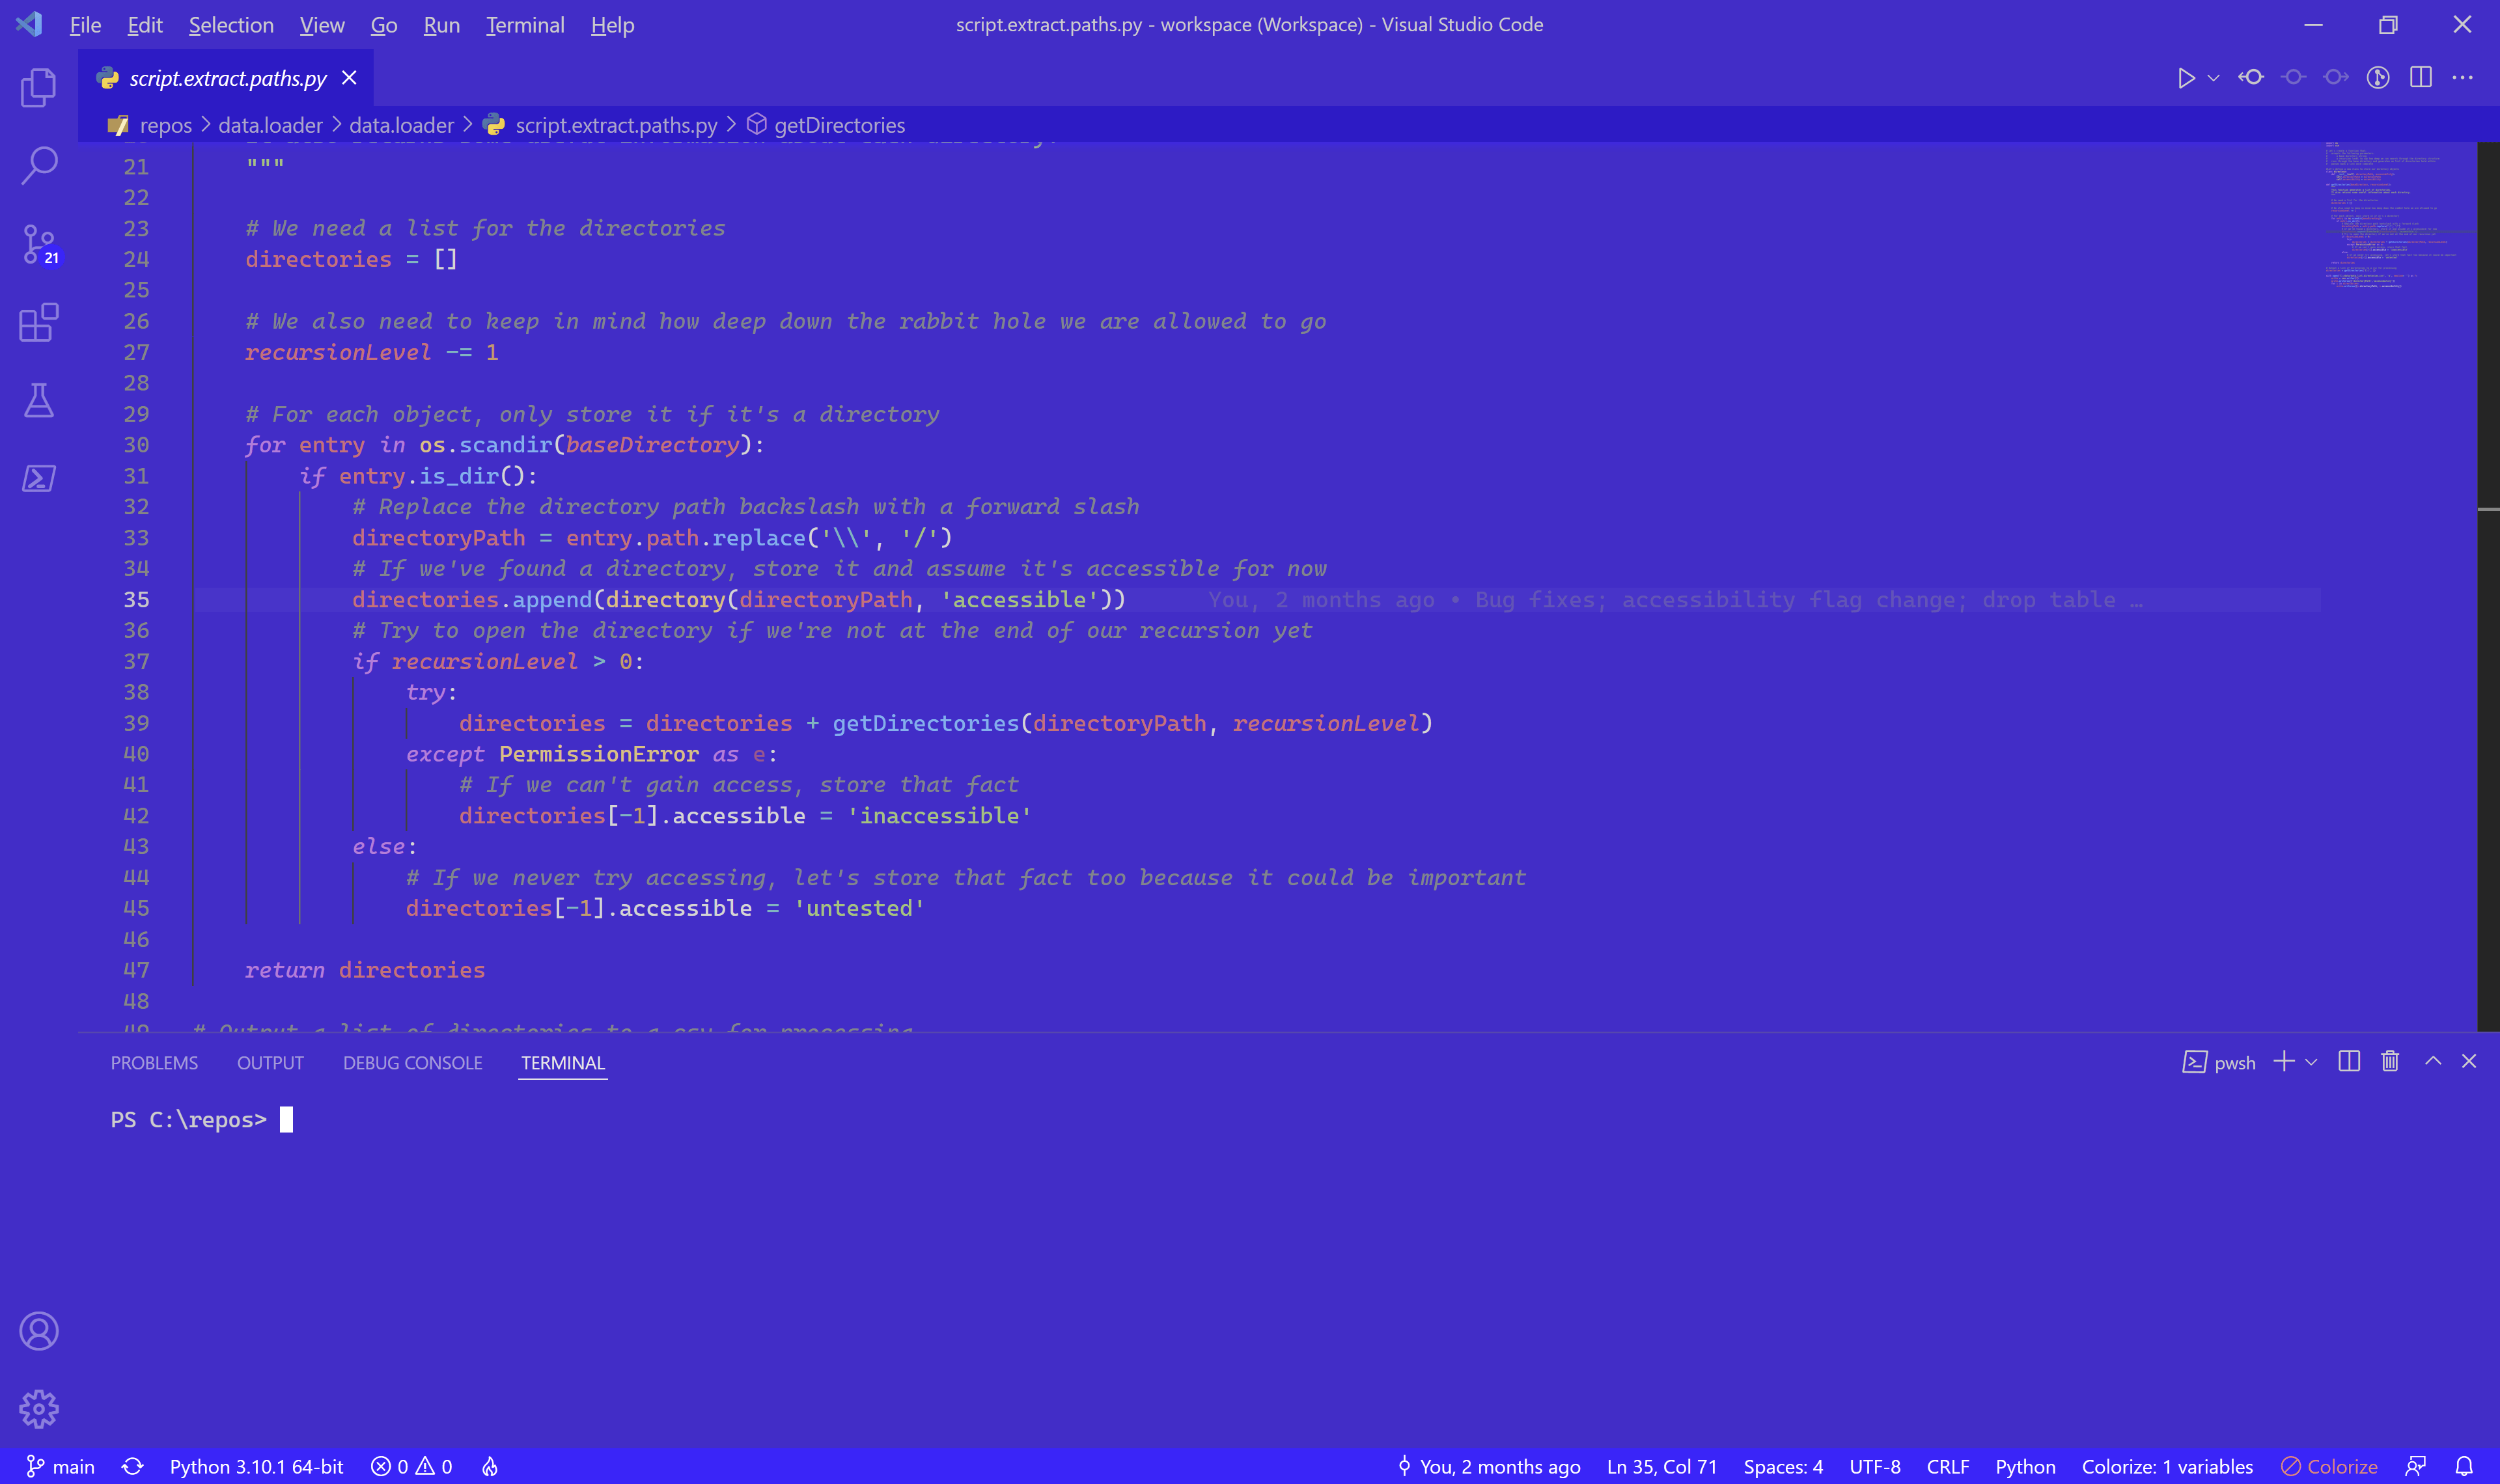 File Edit Selection View Go Run Terminal Help
script.extract.paths.py - workspace (Workspace) - Visual Studio Code
script.extract.paths.py
repos > data.loader > data.loader > script.extract.paths.py > getDirectories
21 """
22
23 # We need a list for the directories
24 directories = []
25
26 # We also need to keep in mind how deep down the rabbit hole we are allowed to go
27 recursionLevel -= 1
28
29 # For each object, only store it if it's a directory
30 for entry in os.scandir(baseDirectory):
31 if entry.is_dir():
32 # Replace the directory path backslash with a forward slash
33 directoryPath = entry.path.replace('\\', '/')
34 # If we've found a directory, store it and assume it's accessible for now
35 directories.append(directory(directoryPath, 'accessible')) You, 2 months ago • Bug fixes; accessibility flag change; drop table …
36 # Try to open the directory if we're not at the end of our recursion yet
37 if recursionLevel > 0:
38 try:
39 directories = directories + getDirectories(directoryPath, recursionLevel)
40 except PermissionError as e:
41 # If we can't gain access, store that fact
42 directories[-1].accessible = 'inaccessible'
43 else:
44 # If we never try accessing, let's store that fact too because it could be important
45 directories[-1].accessible = 'untested'
46
47 return directories
48
49 # Output a list of directories to a csv for processing
21
PROBLEMS OUTPUT DEBUG CONSOLE TERMINAL
pwsh
PS C:\repos>
main Python 3.10.1 64-bit 0 0 You, 2 months ago Ln 35, Col 71 Spaces: 4 UTF-8 CRLF Python Colorize: 1 variables Colorize